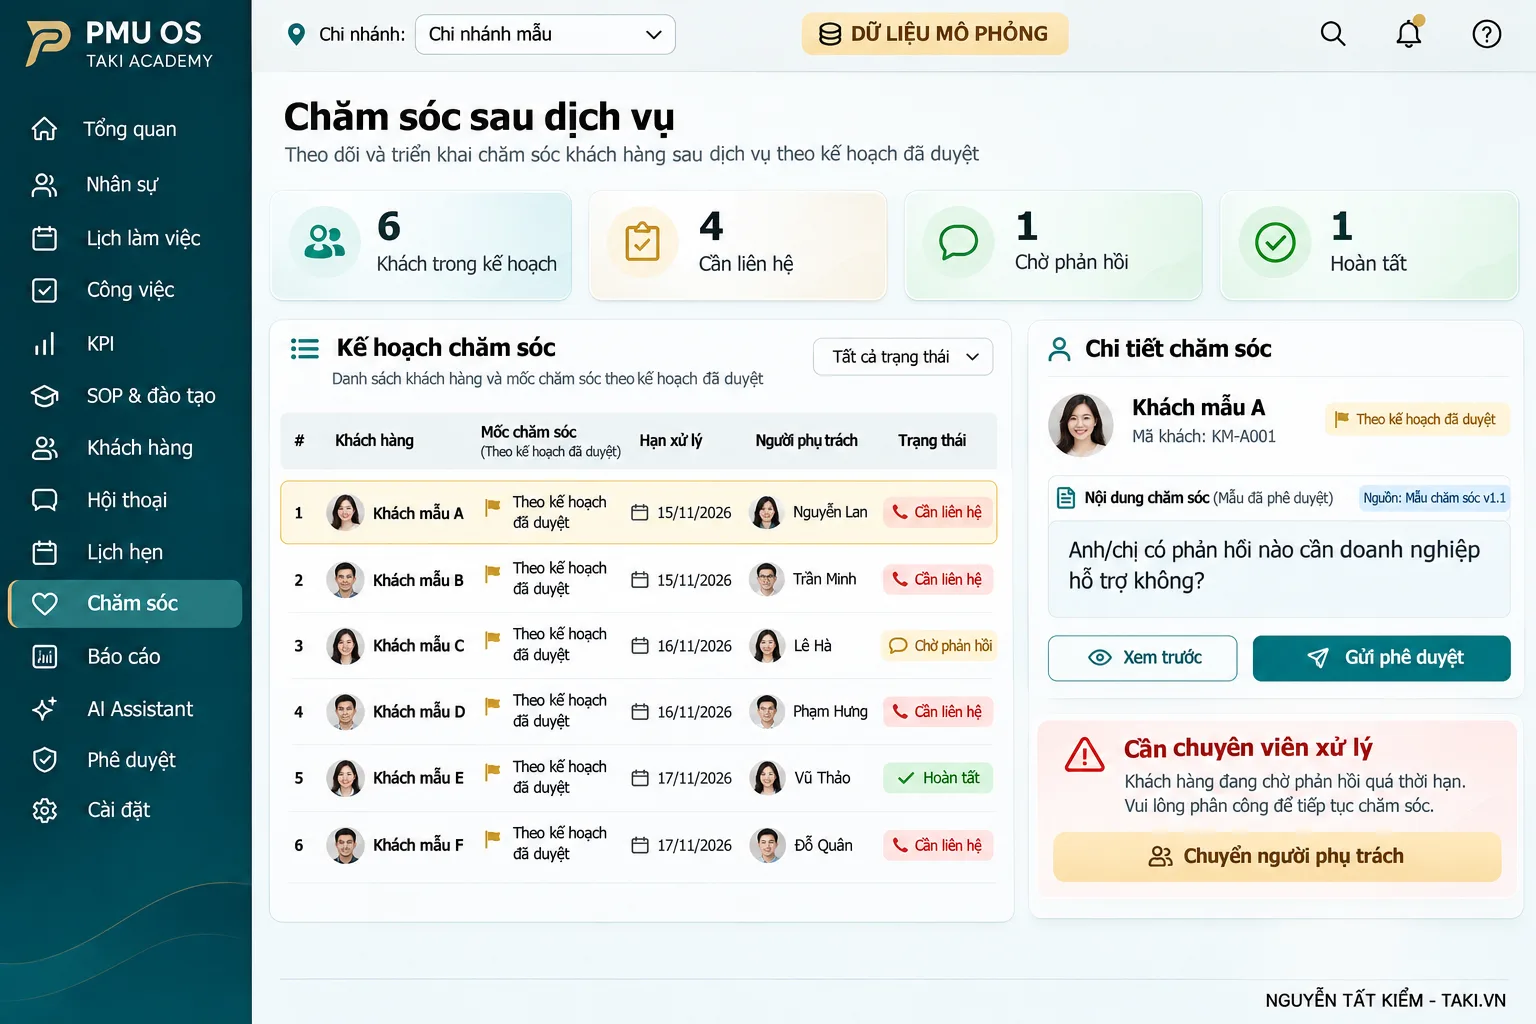 PMU OS
TAKI ACADEMY
Tổng quan
Nhân sự
Lịch làm việc
Công việc
KPI
SOP & đào tạo
Khách hàng
Hội thoại
Lịch hẹn
Chăm sóc
Báo cáo
AI Assistant
Phê duyệt
Cài đặt
Chi nhánh: Chi nhánh mẫu
DỮ LIỆU MÔ PHỎNG
Chăm sóc sau dịch vụ
Theo dõi và triển khai chăm sóc khách hàng sau dịch vụ theo kế hoạch đã duyệt
6
Khách trong kế hoạch
4
Cần liên hệ
1
Chờ phản hồi
1
Hoàn tất
Kế hoạch chăm sóc
Danh sách khách hàng và mốc chăm sóc theo kế hoạch đã duyệt
Tất cả trạng thái
# Khách hàng Mốc chăm sóc (Theo kế hoạch đã duyệt) Hạn xử lý Người phụ trách Trạng thái
1 Khách mẫu A Theo kế hoạch đã duyệt 15/11/2026 Nguyễn Lan Cần liên hệ
2 Khách mẫu B Theo kế hoạch đã duyệt 15/11/2026 Trần Minh Cần liên hệ
3 Khách mẫu C Theo kế hoạch đã duyệt 16/11/2026 Lê Hà Chờ phản hồi
4 Khách mẫu D Theo kế hoạch đã duyệt 16/11/2026 Phạm Hưng Cần liên hệ
5 Khách mẫu E Theo kế hoạch đã duyệt 17/11/2026 Vũ Thảo Hoàn tất
6 Khách mẫu F Theo kế hoạch đã duyệt 17/11/2026 Đỗ Quân Cần liên hệ
Chi tiết chăm sóc
Khách mẫu A
Mã khách: KM-A001
Theo kế hoạch đã duyệt
Nội dung chăm sóc (Mẫu đã phê duyệt)
Nguồn: Mẫu chăm sóc v1.1
Anh/chị có phản hồi nào cần doanh nghiệp
hỗ trợ không?
Xem trước
Gửi phê duyệt
Cần chuyên viên xử lý
Khách hàng đang chờ phản hồi quá thời hạn.
Vui lòng phân công để tiếp tục chăm sóc.
Chuyển người phụ trách
NGUYỄN TẤT KIỂM - TAKI.VN